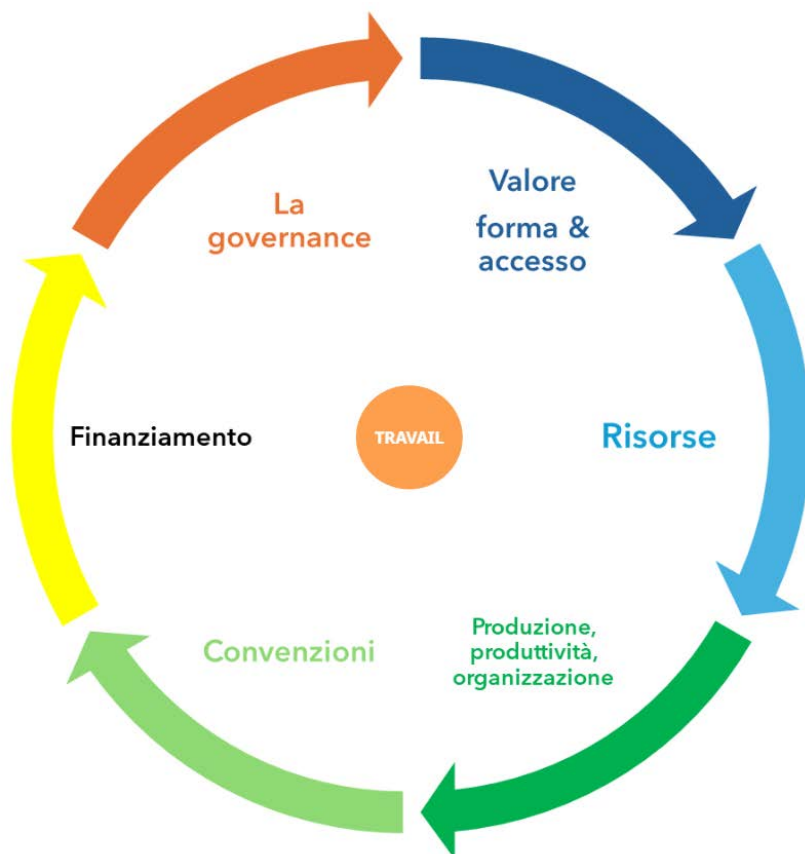 La
governance
Valore
forma &
accesso
Finanziamento
TRAVAIL
Risorse
Convenzioni
Produzione,
produttività,
organizzazione